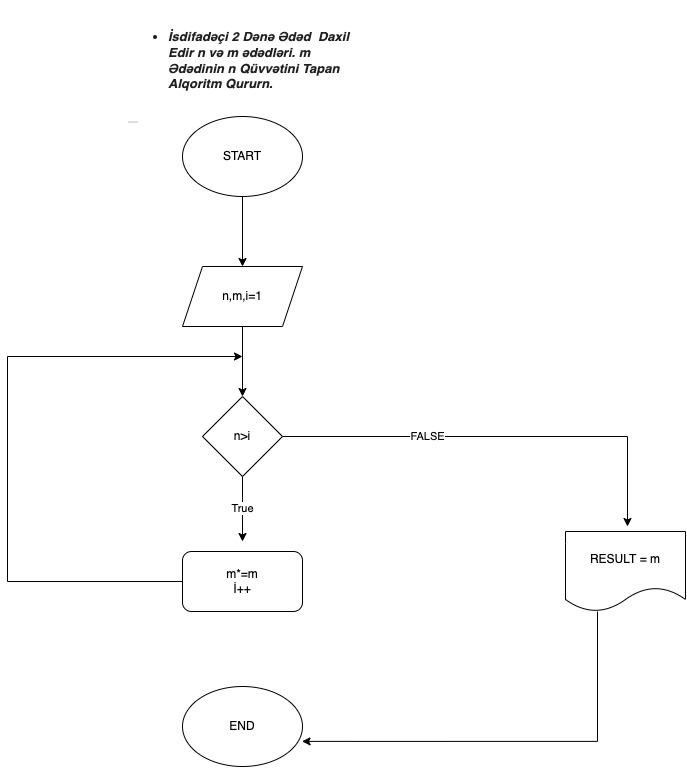 İsdifadəçi 2 Dənə Ədəd Daxil
Edir n və m ədədləri. m
Ədədinin n Qüvvətini Tapan
Alqoritm Qururn.
START
n,m,i=1
n>i
FALSE
True
m*=m
İ++
RESULT = m
END